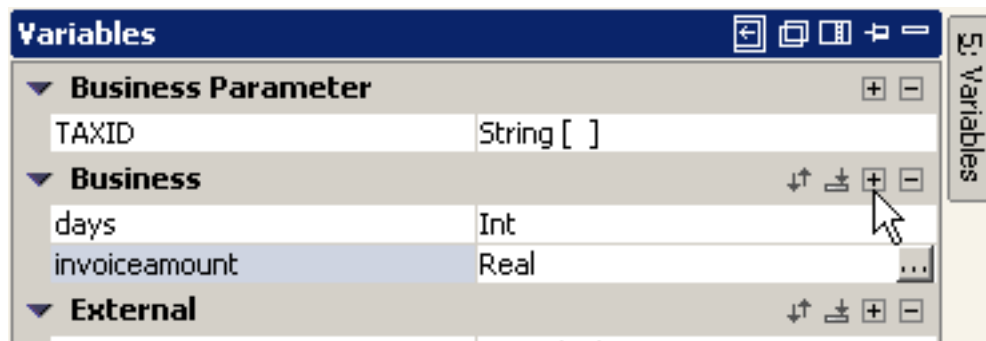 Variables
Business Parameter
TAXID String [ ]
Business
days Int
invoiceamount Real ...
External
5: Variables